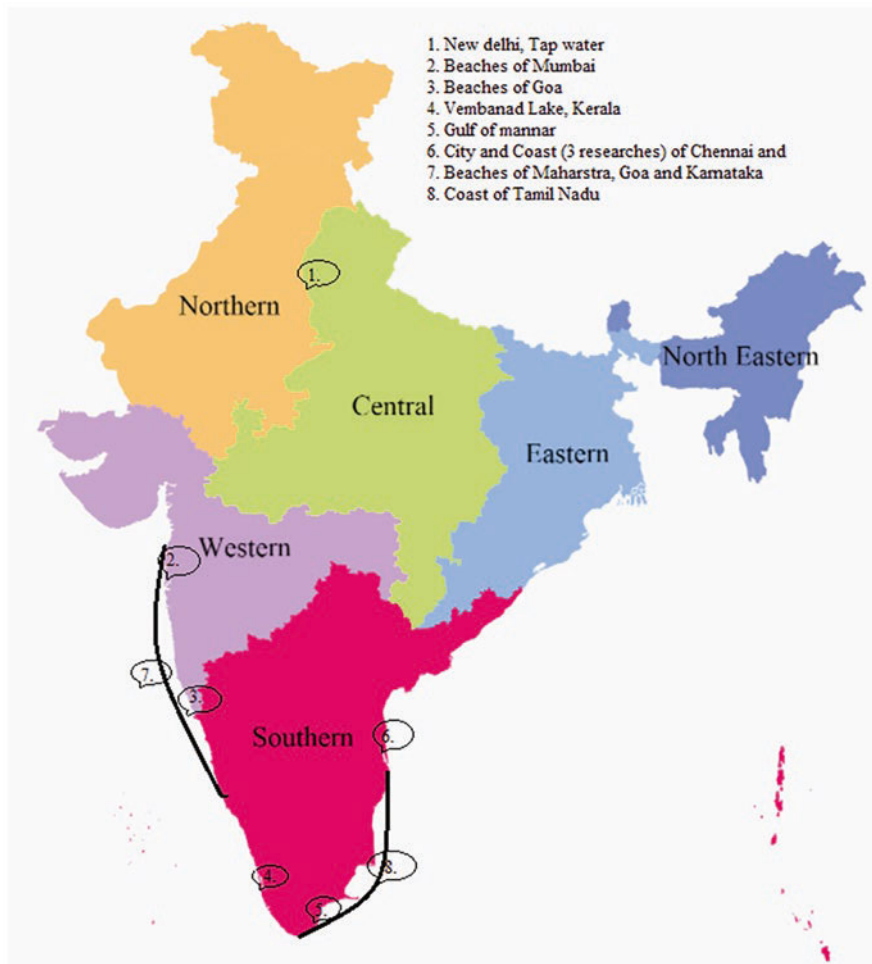 1. New delhi, Tap water
2. Beaches of Mumbai
3. Beaches of Goa
4. Vembanad Lake, Kerala
5. Gulf of mannar
6. City and Coast (3 researches) of Chennai and
7. Beaches of Maharstra, Goa and Karnataka
8. Coast of Tamil Nadu
1.
Northern
North Eastern
Central
Eastern
Western
2.
7.
3.
Southern
6.
4.
8.
5.